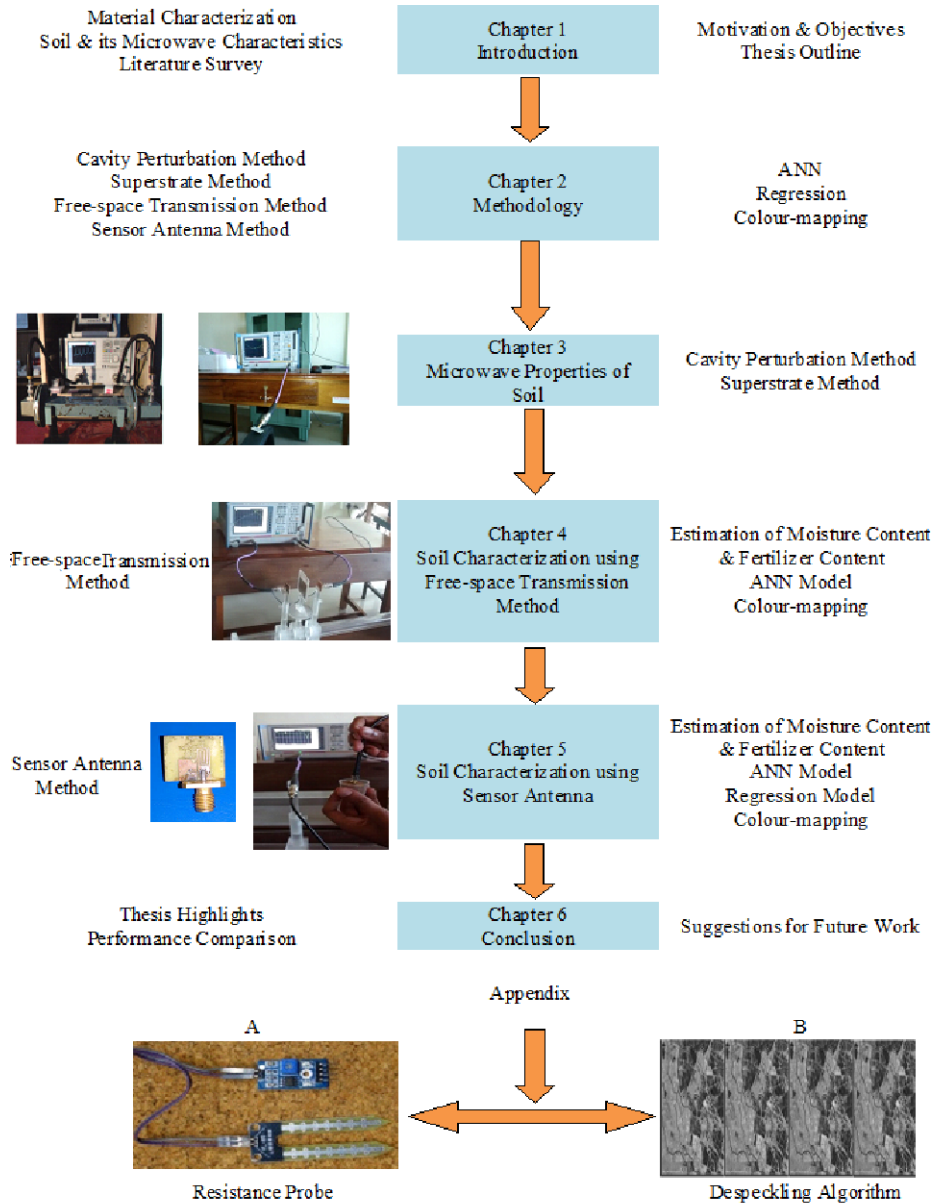 Material Characterization
Soil & its Microwave Characteristics
Literature Survey
Chapter 1
Introduction
Motivation & Objectives
Thesis Outline
Cavity Perturbation Method
Superstrate Method
Free-space Transmission Method
Sensor Antenna Method
Chapter 2
Methodology
ANN
Regression
Colour-mapping
Chapter 3
Microwave Properties of
Soil
Cavity Perturbation Method
Superstrate Method
Free-space Transmission
Method
Chapter 4
Soil Characterization using
Free-space Transmission
Method
Estimation of Moisture Content
& Fertilizer Content
ANN Model
Colour-mapping
Sensor Antenna
Method
Chapter 5
Soil Characterization using
Sensor Antenna
Estimation of Moisture Content
& Fertilizer Content
ANN Model
Regression Model
Colour-mapping
Thesis Highlights
Performance Comparison
Chapter 6
Conclusion
Suggestions for Future Work
Appendix
A
B
Resistance Probe
Despeckling Algorithm